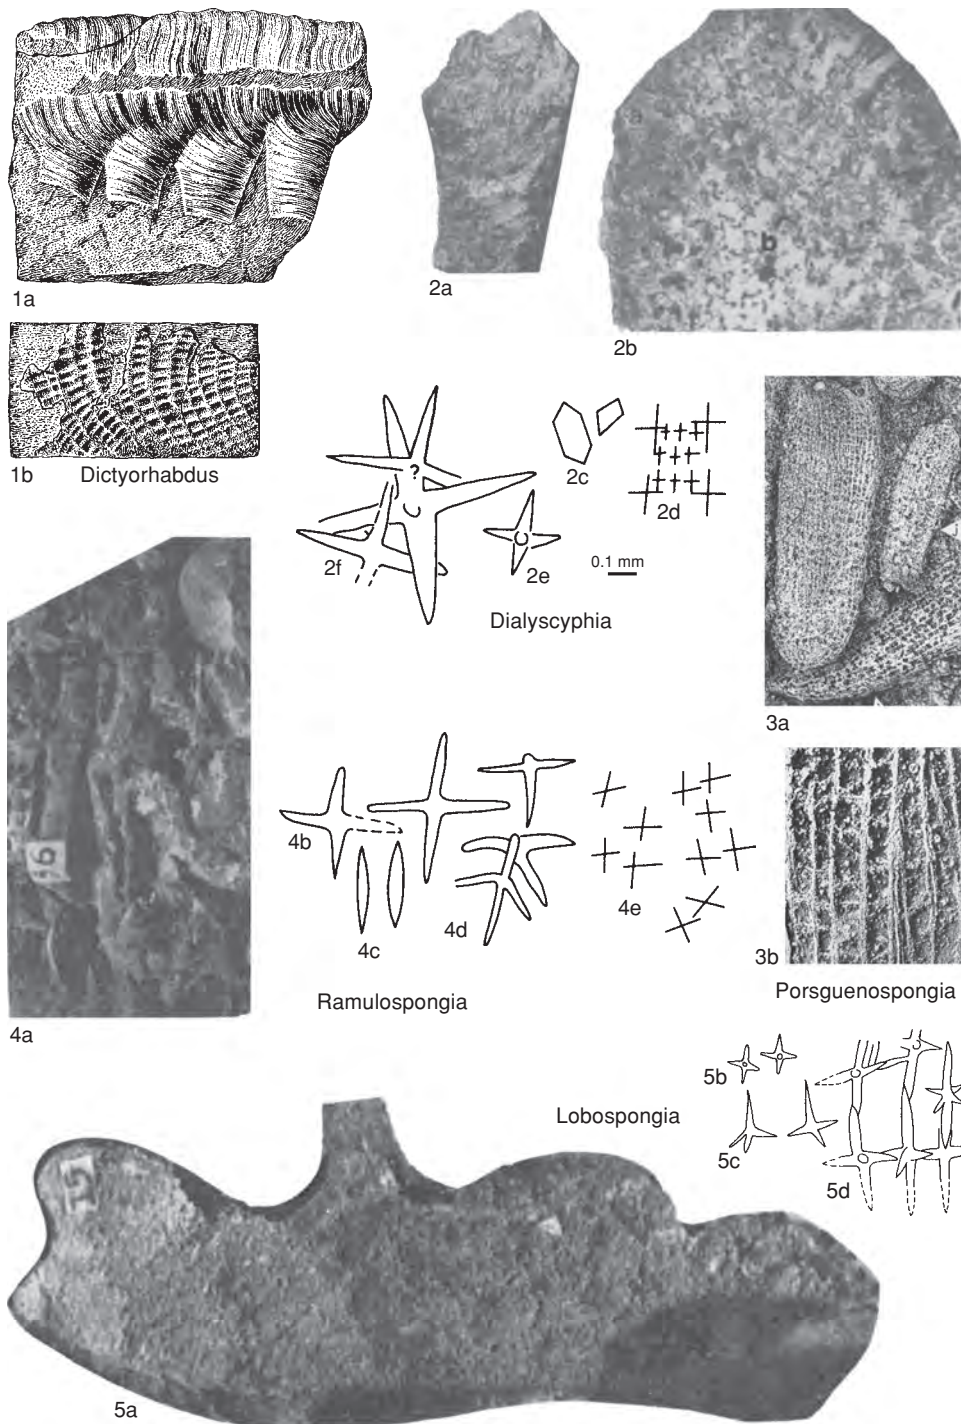 1a
2a
b
2b
1b Dictyorhabdus
?
2c
2d
2f
2e
0.1 mm
Dialyscyphia
3a
4b
4c
4d
4e
3b
Ramulospongia
Porsguenospongia
4a
5b
Lobospongia
5c
5d
5a